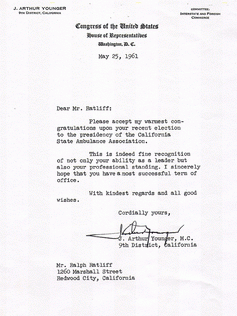 J. ARTHUR YOUNGER
9TH DISTRICT, CALIFORNIA
COMMITTEE:
INTERSTATE AND FOREIGN
COMMERCE
Congress of the United States
House of Representatives
Washington, D. C.
May 25, 1961
Dear Mr. Ratliff:
Please accept my warmest con-
gratulations upon your recent election
to the presidency of the California
State Ambulance Association.
This is indeed fine recognition
of not only your ability as a leader but
also your professional standing. I sincerely
hope that you have a most successful term of
office.
With kindest regards and all good
wishes.
Cordially yours,
J. Arthur Younger, M.C.
9th District, California
Mr. Ralph Ratliff
1260 Marshall Street
Redwood City, California